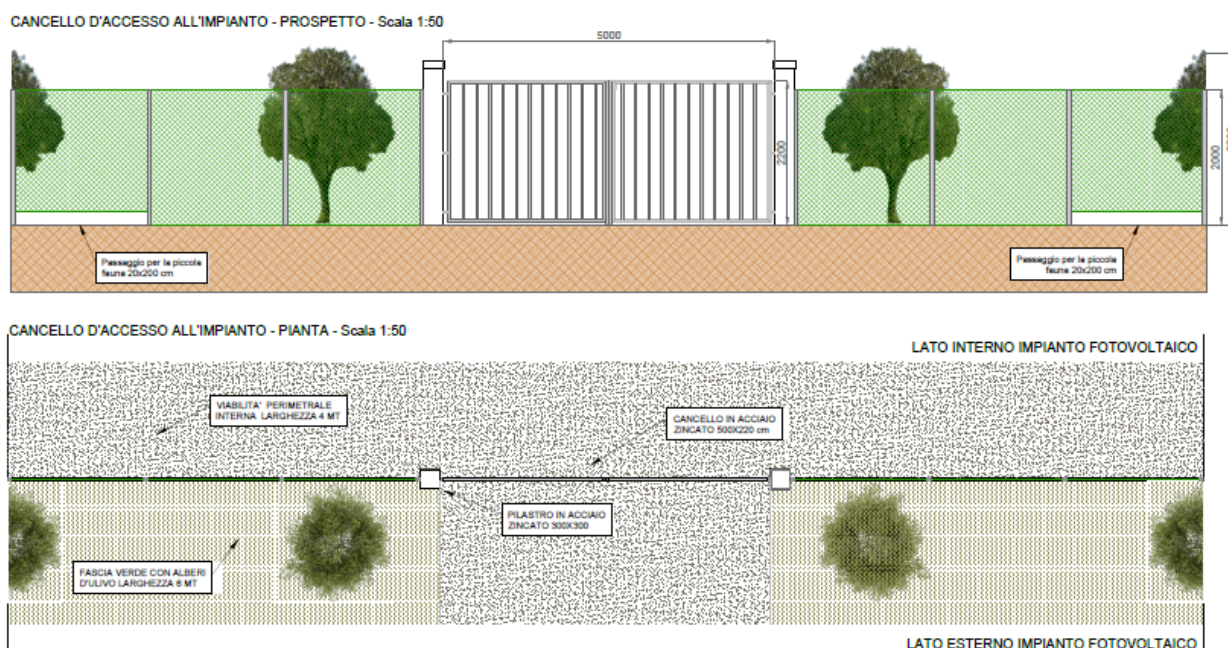 CANCELLO D'ACCESSO ALL'IMPIANTO - PROSPETTO - Scala 1:50
5000
2200
2000
Passaggio per la piccola
fauna 20x200 cm
Passaggio per la piccola
fauna 20x200 cm
CANCELLO D'ACCESSO ALL'IMPIANTO - PIANTA - Scala 1:50
LATO INTERNO IMPIANTO FOTOVOLTAICO
VIABILITA' PERIMETRALE
INTERNA LARGHEZZA 4 MT
CANCELLO IN ACCIAIO
ZINCATO 500X220 cm
PILASTRO IN ACCIAIO
ZINCATO 300X300
FASCIA VERDE CON ALBERI
D'ULIVO LARGHEZZA 6 MT
LATO ESTERNO IMPIANTO FOTOVOLTAICO